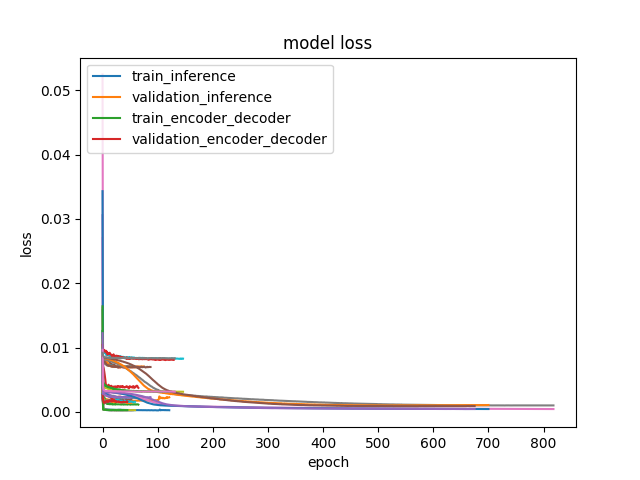 model loss
train_inference
validation_inference
train_encoder_decoder
validation_encoder_decoder
0.05
0.04
0.03
0.02
0.01
0.00
loss
0 100 200 300 400 500 600 700 800
epoch